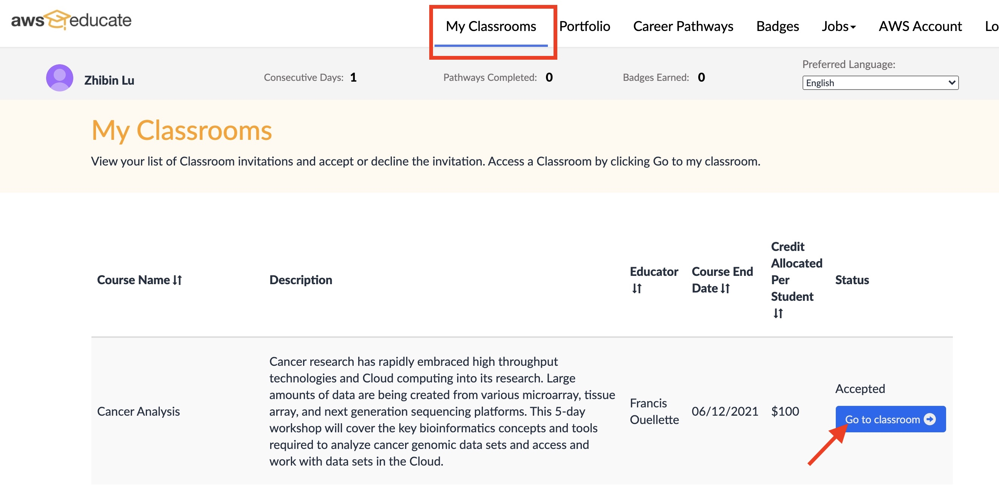 aws educate
My Classrooms Portfolio Career Pathways Badges Jobs AWS Account Lo
Zhibin Lu Consecutive Days: 1 Pathways Completed: 0 Badges Earned: 0
Preferred Language:
English
My Classrooms
View your list of Classroom invitations and accept or decline the invitation. Access a Classroom by clicking Go to my classroom.
Course Name
Description
Educator
Course End
Date
Credit
Allocated
Per
Student
Status
Cancer Analysis
Cancer research has rapidly embraced high throughput
technologies and Cloud computing into its research. Large
amounts of data are being created from various microarray, tissue
array, and next generation sequencing platforms. This 5-day
workshop will cover the key bioinformatics concepts and tools
required to analyze cancer genomic data sets and access and
work with data sets in the Cloud.
Francis
Ouellette
06/12/2021
$100
Accepted
Go to classroom